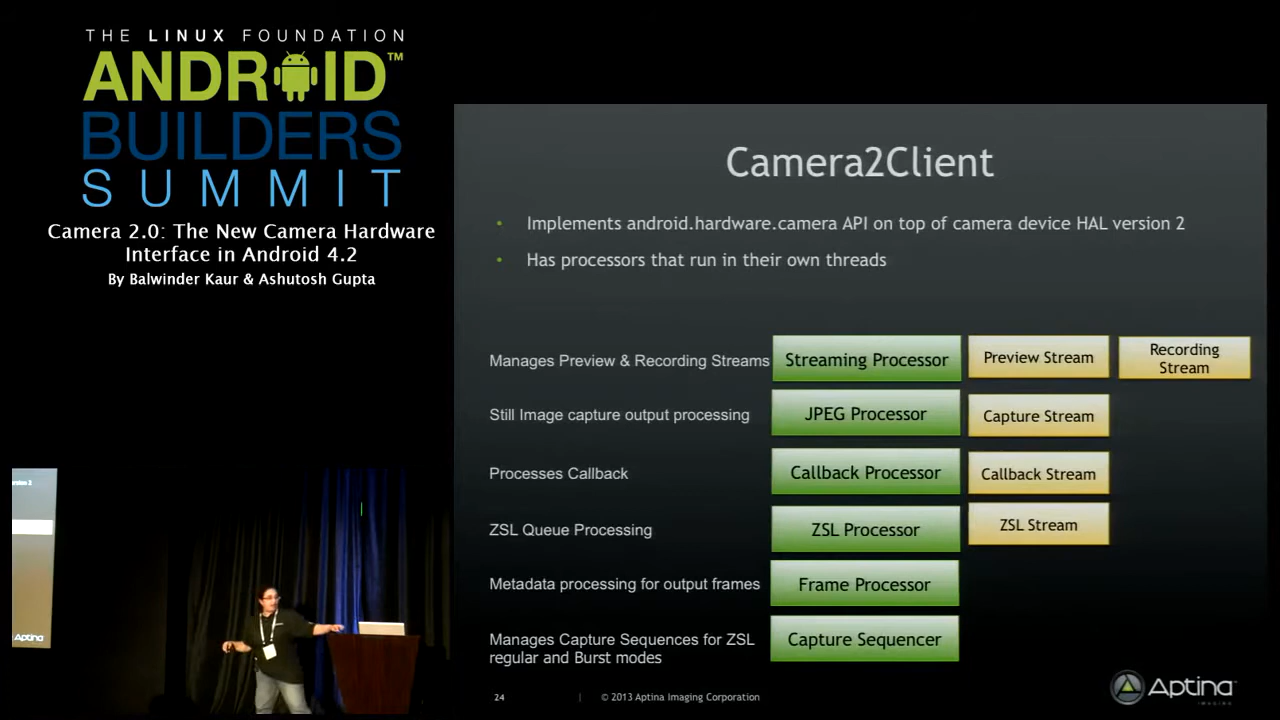 THE LINUX FOUNDATION
ANDROID™
BUILDERS
SUMMIT
Camera 2.0: The New Camera Hardware
Interface in Android 4.2
By Balwinder Kaur & Ashutosh Gupta
Camera2Client
• Implements android.hardware.camera API on top of camera device HAL version 2
• Has processors that run in their own threads
Manages Preview & Recording Streams Streaming Processor Preview Stream Recording
Stream
Still Image capture output processing JPEG Processor Capture Stream
Processes Callback Callback Processor Callback Stream
ZSL Queue Processing ZSL Processor ZSL Stream
Metadata processing for output frames Frame Processor
Manages Capture Sequences for ZSL
regular and Burst modes
Capture Sequencer
24 | © 2013 Aptina Imaging Corporation
Aptina
IMAGING
Aptina